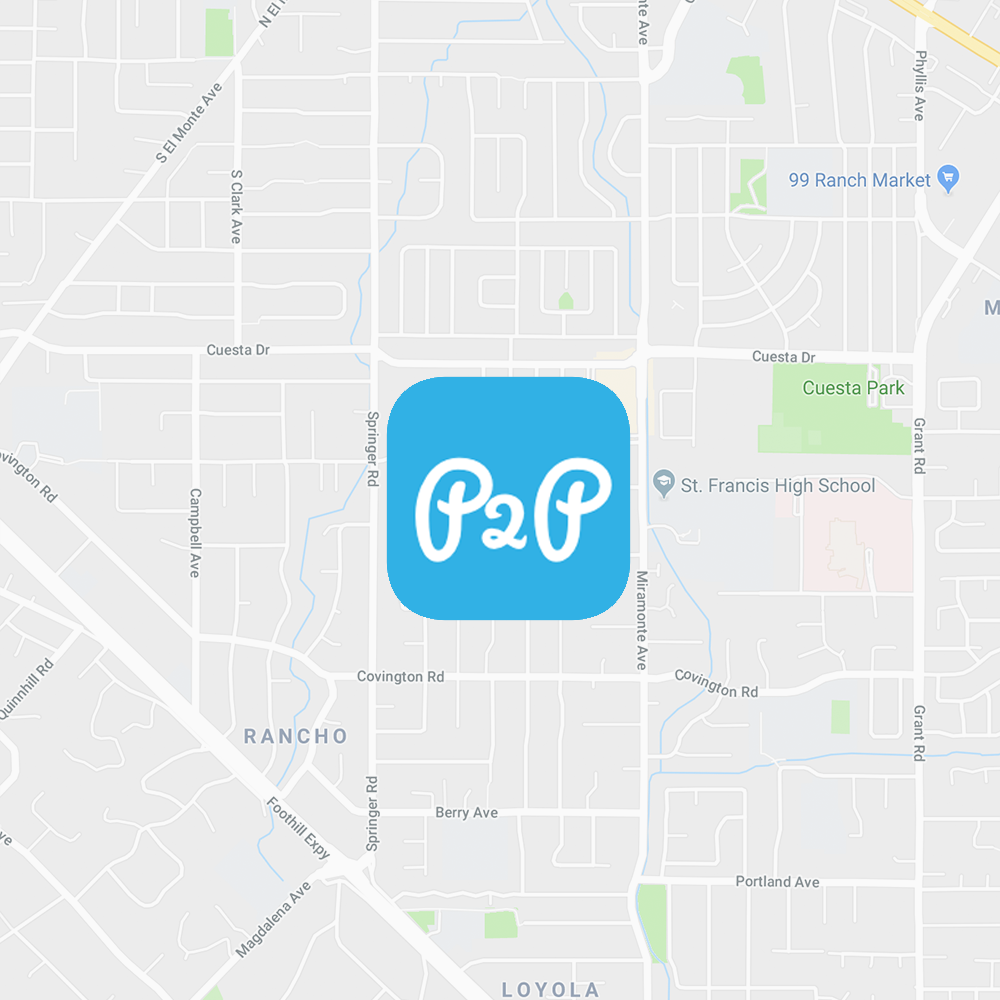 N El
nte Ave
Phyllis Ave
S El Monte Ave
S Clark Ave
99 Ranch Market
M
Cuesta Dr
Cuesta Dr
Cuesta Park
Springer Rd
Grant Rd
ovington Rd
St. Francis High School
Campbell Ave
P2P
Miramonte Ave
Quinnhill Rd
Covington Rd
Covington Rd
RANCHO
Grant Rd
Springer Rd
Foothill Expy
Berry Ave
ve
Portland Ave
Magdalena Ave
LOYOLA